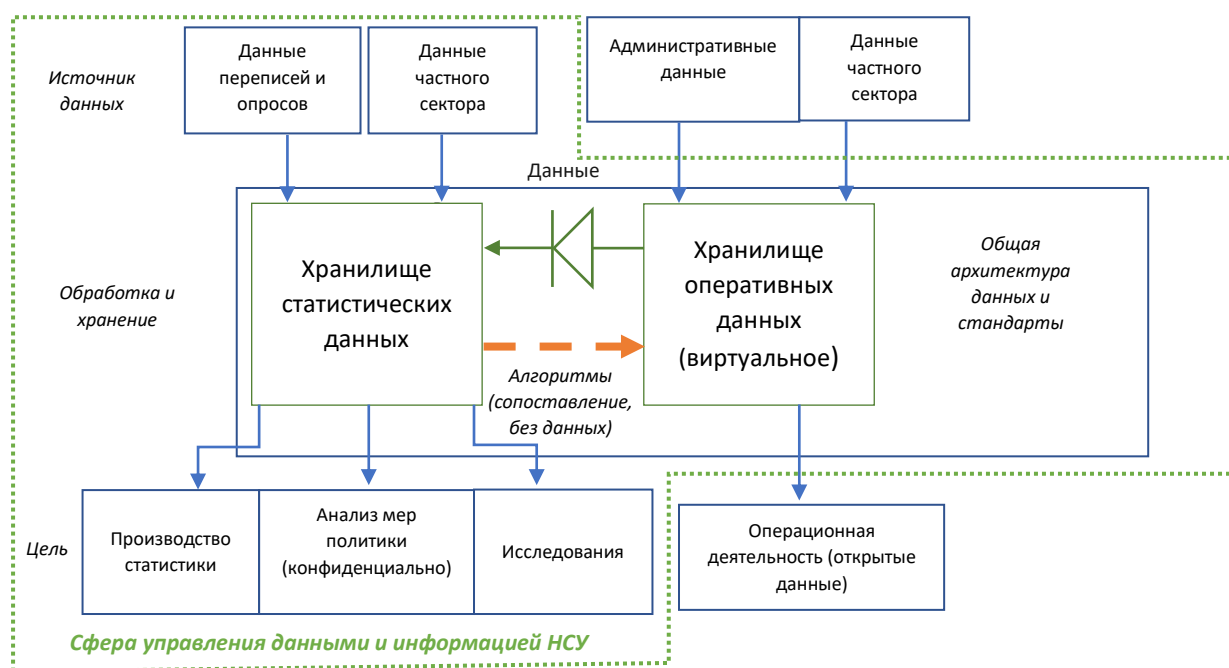 Источник
данных
Данные
переписей и
опросов
Данные
частного
сектора
Административные
данные
Данные
частного
сектора
Данные
Обработка и
хранение
Хранилище
статистических
данных
Хранилище
оперативных
данных
(виртуальное)
Общая
архитектура
данных и
стандарты
Алгоритмы
(сопоставление,
без данных)
Цель
Производство
статистики
Анализ мер
политики
(конфиденциально)
Исследования
Операционная
деятельность (открытые
данные)
Сфера управления данными и информацией НСУ